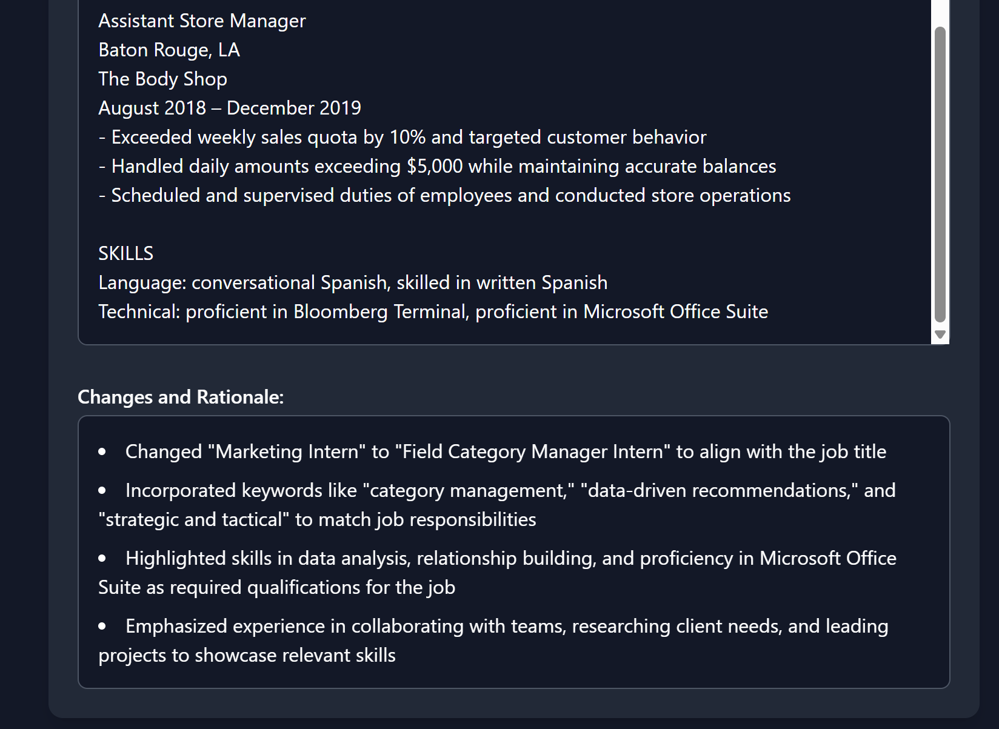 Assistant Store Manager
Baton Rouge, LA
The Body Shop
August 2018 – December 2019
- Exceeded weekly sales quota by 10% and targeted customer behavior
- Handled daily amounts exceeding $5,000 while maintaining accurate balances
- Scheduled and supervised duties of employees and conducted store operations
SKILLS
Language: conversational Spanish, skilled in written Spanish
Technical: proficient in Bloomberg Terminal, proficient in Microsoft Office Suite
Changes and Rationale:
• Changed "Marketing Intern" to "Field Category Manager Intern" to align with the job title
• Incorporated keywords like "category management," "data-driven recommendations," and
"strategic and tactical" to match job responsibilities
• Highlighted skills in data analysis, relationship building, and proficiency in Microsoft Office
Suite as required qualifications for the job
• Emphasized experience in collaborating with teams, researching client needs, and leading
projects to showcase relevant skills